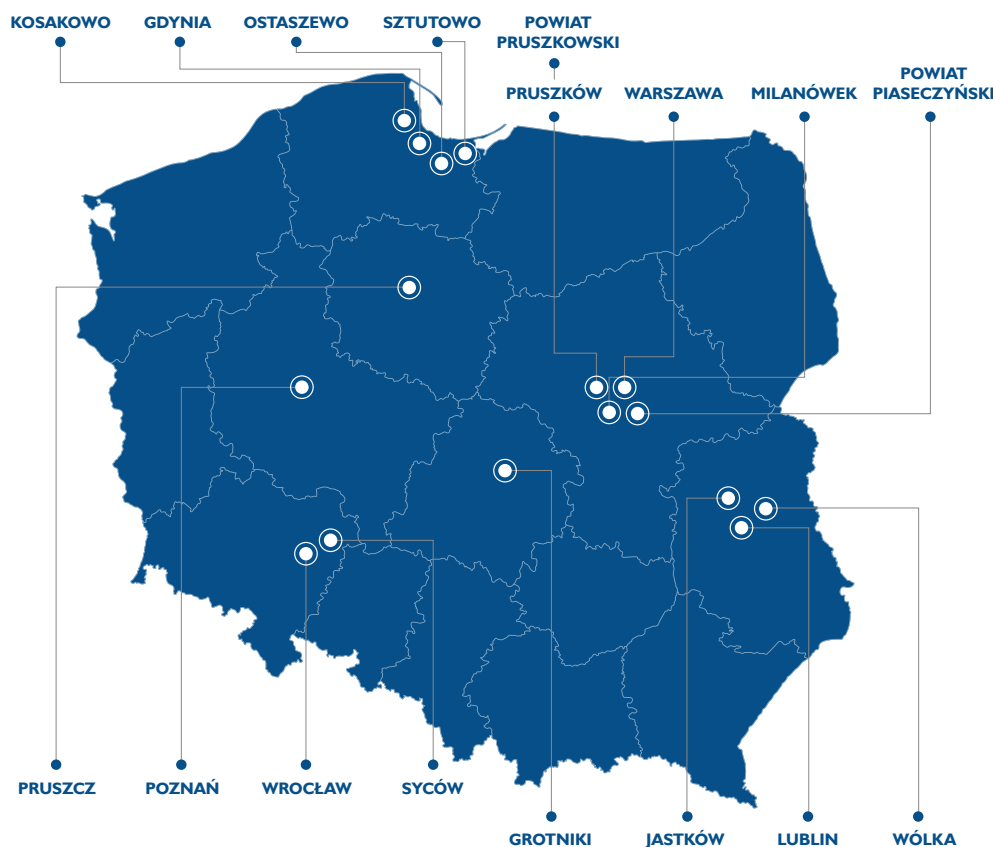 KOSAKOWO
GDYNIA
OSTASZEWO
SZTUTOWO
POWIAT
PRUSZKOWSKI
PRUSZKÓW
WARSZAWA
MILANÓWEK
POWIAT
PIASECZYŃSKI
PRUSZCZ
POZNAŃ
WROCŁAW
SYCÓW
GROTNIKI
JASTKÓW
LUBLIN
WÓLKA